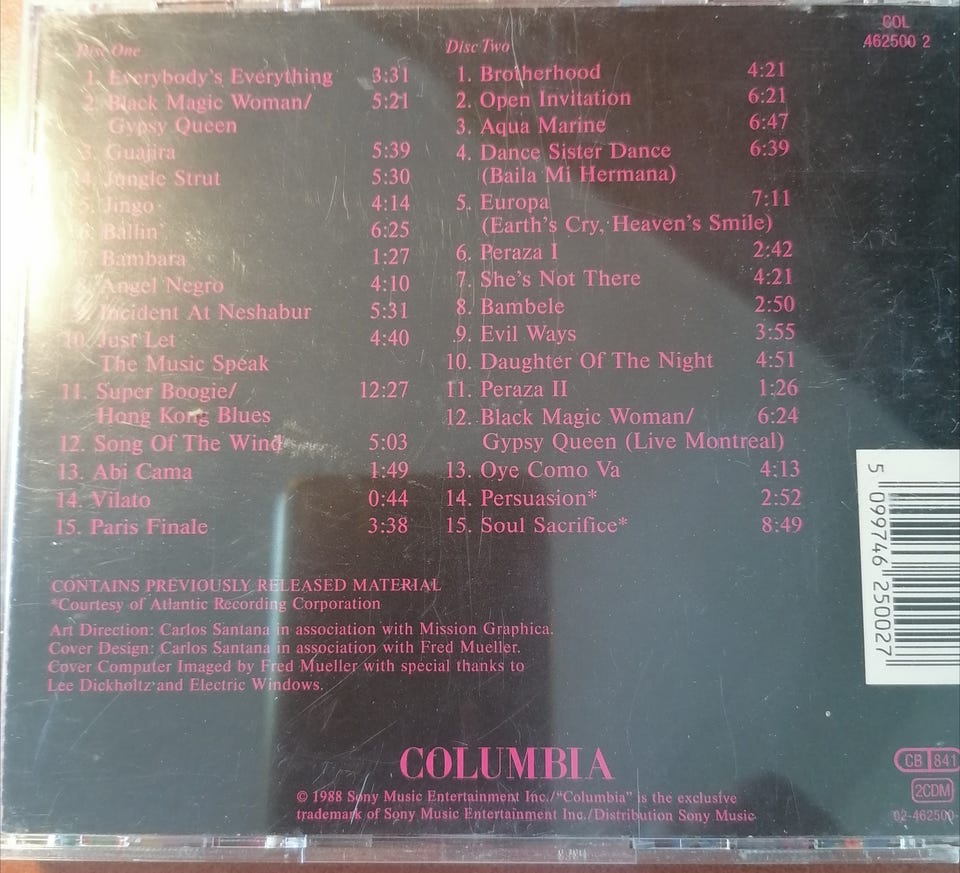 Disc One
1. Everybody's Everything 3:31
2. Black Magic Woman/ 5:21
Gypsy Queen
3. Guajira 5:39
4. Jungle Strut 5:30
5. Jingo 4:14
6. Ballin' 6:25
7. Bambara 1:27
8. Angel Negro 4:10
9. Incident At Neshabur 5:31
10. Just Let 4:40
The Music Speak
11. Super Boogie/ 12:27
Hong Kong Blues
12. Song Of The Wind 5:03
13. Abi Cama 1:49
14. Vilato 0:44
15. Paris Finale 3:38
Disc Two
1. Brotherhood 4:21
2. Open Invitation 6:21
3. Aqua Marine 6:47
4. Dance Sister Dance 6:39
(Baila Mi Hermana)
5. Europa 7:11
(Earth's Cry, Heaven's Smile)
6. Peraza I 2:42
7. She's Not There 4:21
8. Bambele 2:50
9. Evil Ways 3:55
10. Daughter Of The Night 4:51
11. Peraza II 1:26
12. Black Magic Woman/ 6:24
Gypsy Queen (Live Montreal)
13. Oye Como Va 4:13
14. Persuasion* 2:52
15. Soul Sacrifice* 8:49
COL
462500 2
5 099746 250027
CONTAINS PREVIOUSLY RELEASED MATERIAL
*Courtesy of Atlantic Recording Corporation
Art Direction: Carlos Santana in association with Mission Graphica.
Cover Design: Carlos Santana in association with Fred Mueller.
Cover Computer Imaged by Fred Mueller with special thanks to
Lee Dickholtz and Electric Windows.
COLUMBIA
© 1988 Sony Music Entertainment Inc./"Columbia" is the exclusive
trademark of Sony Music Entertainment Inc./Distribution Sony Music
CB 841
2CDM
02-462500-